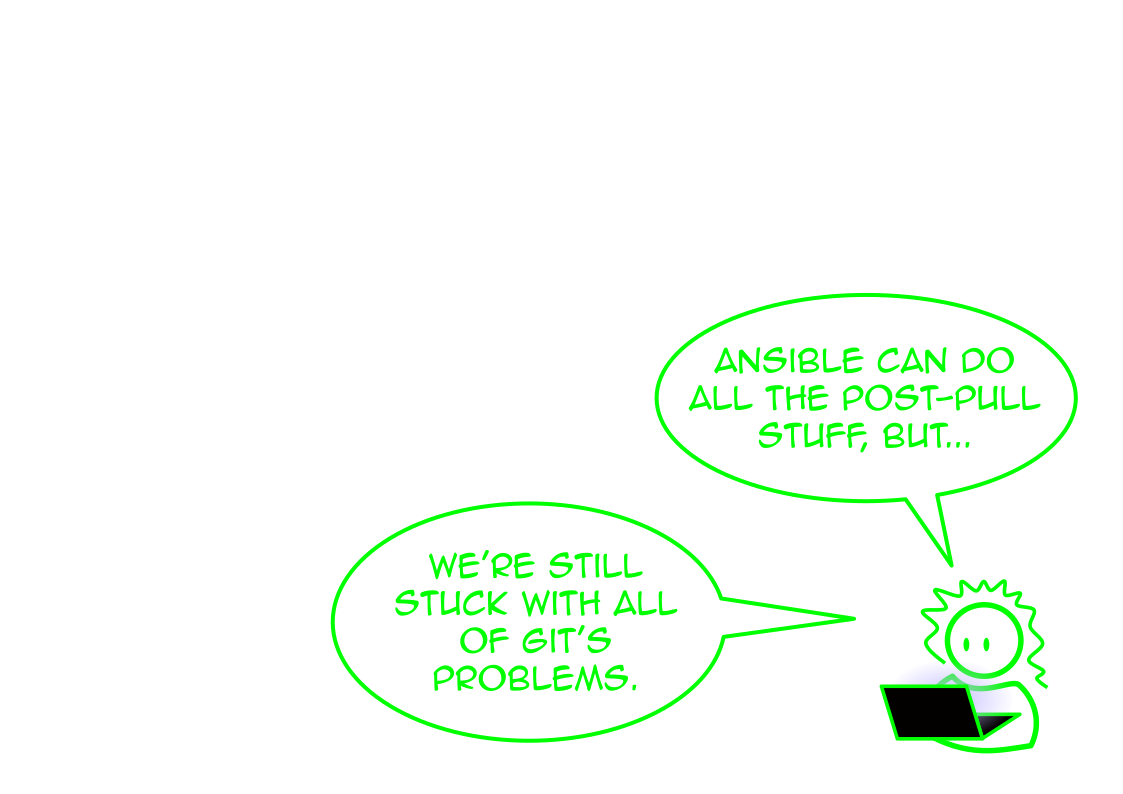 ANSIBLE CAN DO
ALL THE POST-PULL
STUFF, BUT...
WE'RE STILL
STUCK WITH ALL
OF GIT'S
PROBLEMS.